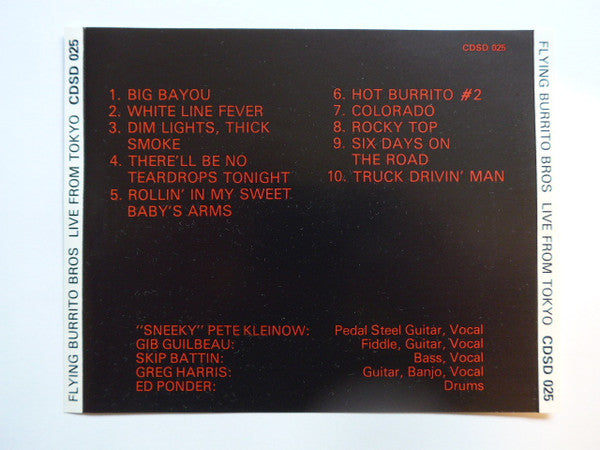 CDSD 025
1. BIG BAYOU
2. WHITE LINE FEVER
3. DIM LIGHTS, THICK
SMOKE
4. THERE'LL BE NO
TEARDROPS TONIGHT
5. ROLLIN' IN MY SWEET
BABY'S ARMS
6. HOT BURRITO #2
7. COLORADO
8. ROCKY TOP
9. SIX DAYS ON
THE ROAD
10. TRUCK DRIVIN' MAN
"SNEEKY" PETE KLEINOW: Pedal Steel Guitar, Vocal
GIB GUILBEAU: Fiddle, Guitar, Vocal
SKIP BATTIN: Bass, Vocal
GREG HARRIS: Guitar, Banjo, Vocal
ED PONDER: Drums
FLYING BURRITO BROS LIVE FROM TOKYO CDSD 025
FLYING BURRITO BROS LIVE FROM TOKYO CDSD 025